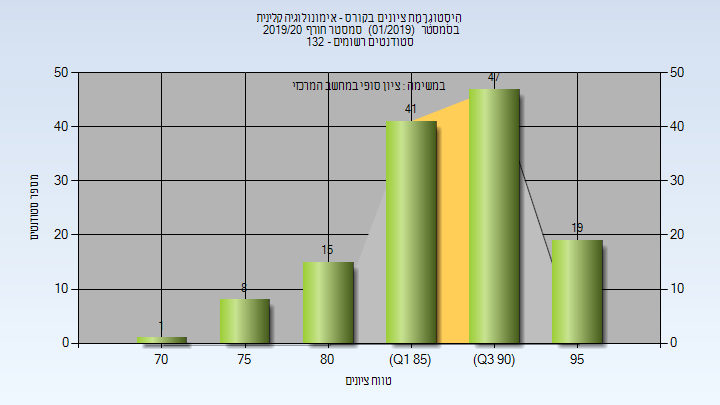 היסטוגרמת ציונים בקורס - אימונולוגיה קלינית
בסמסטר (01/2019) סמסטר חורף 2019/20
סטודנטים רשומים - 132
במשימה : ציון סופי במחשב המרכזי
50
40
30
20
10
0
50
40
30
20
10
0
מספר סטודנטים
1
8
15
41
47
19
70
75
80
(Q1 85)
(Q3 90)
95
טווח ציונים